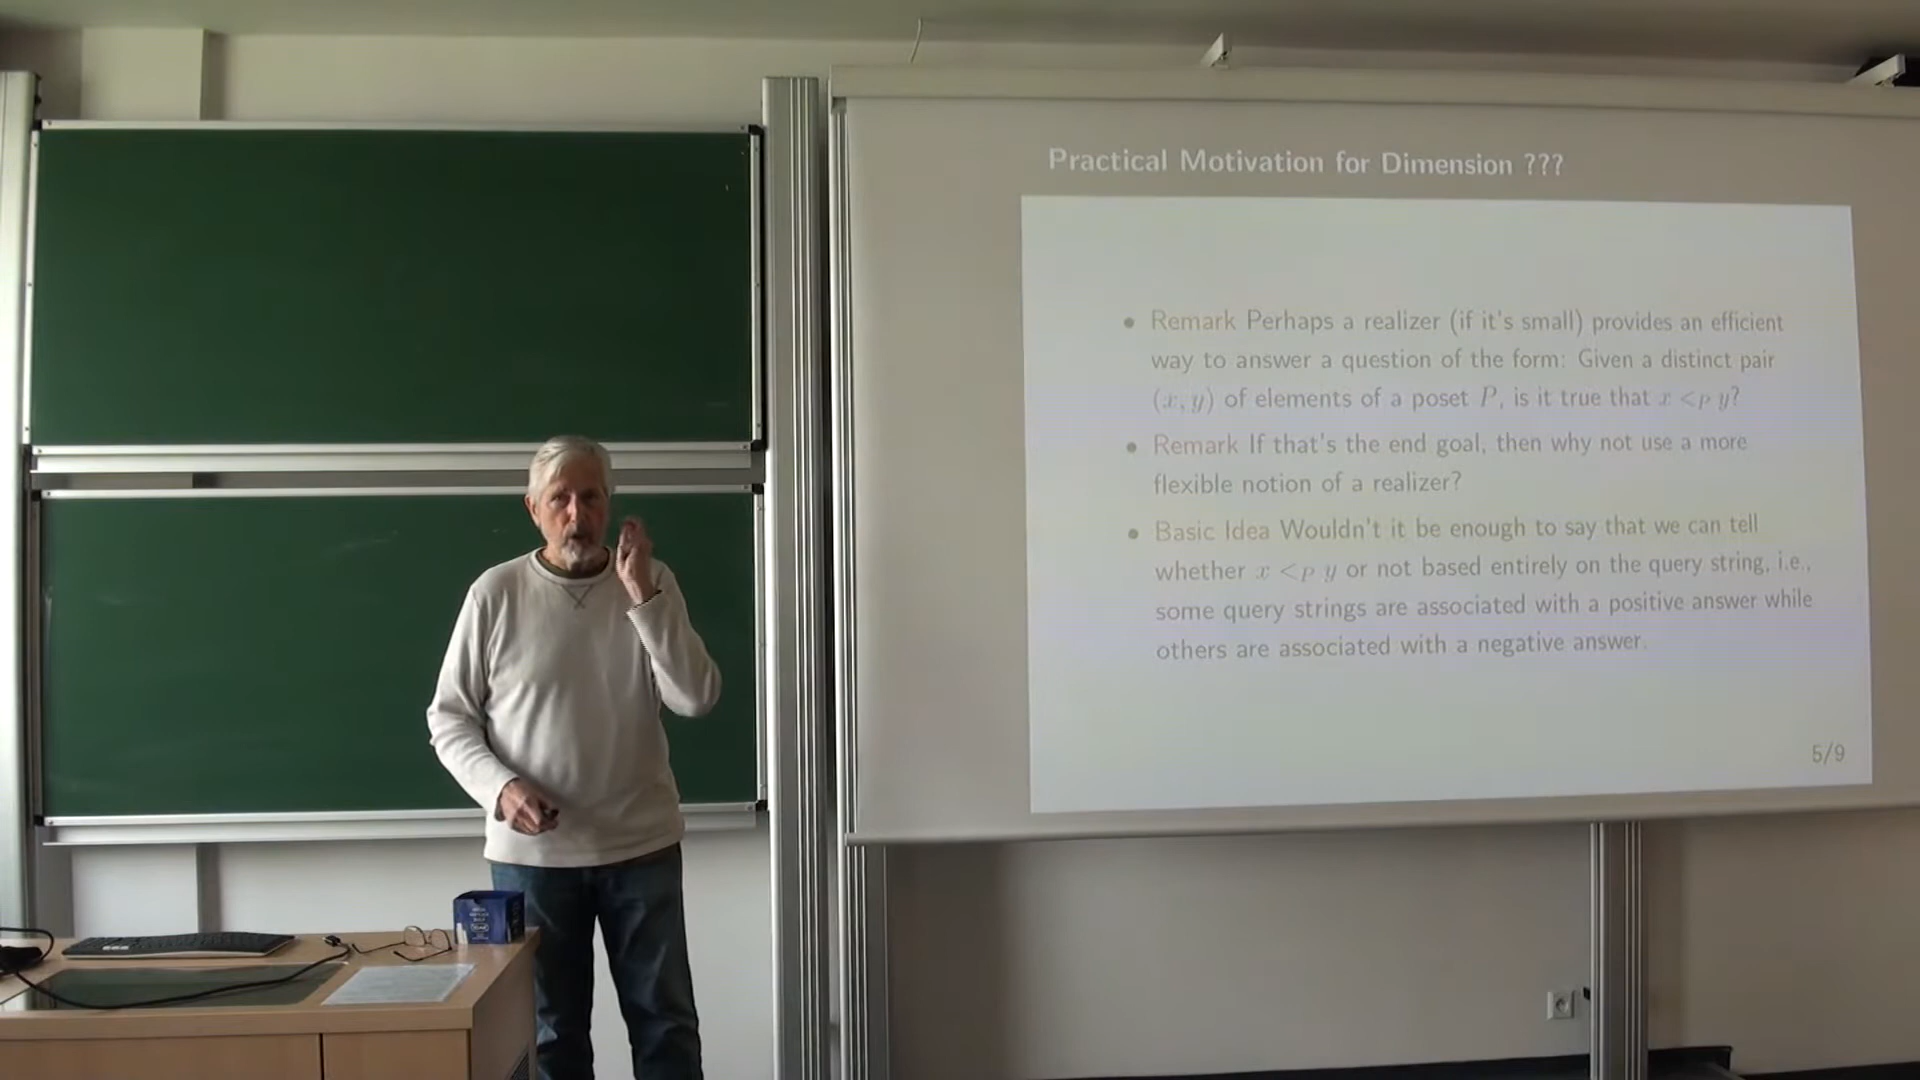 Practical Motivation for Dimension ???
• Remark Perhaps a realizer (if it's small) provides an efficient
way to answer a question of the form: Given a distinct pair
(x, y) of elements of a poset P, is it true that x <P y?
• Remark If that's the end goal, then why not use a more
flexible notion of a realizer?
• Basic Idea Wouldn't it be enough to say that we can tell
whether x <P y or not based entirely on the query string, i.e.,
some query strings are associated with a positive answer while
others are associated with a negative answer.
5/9